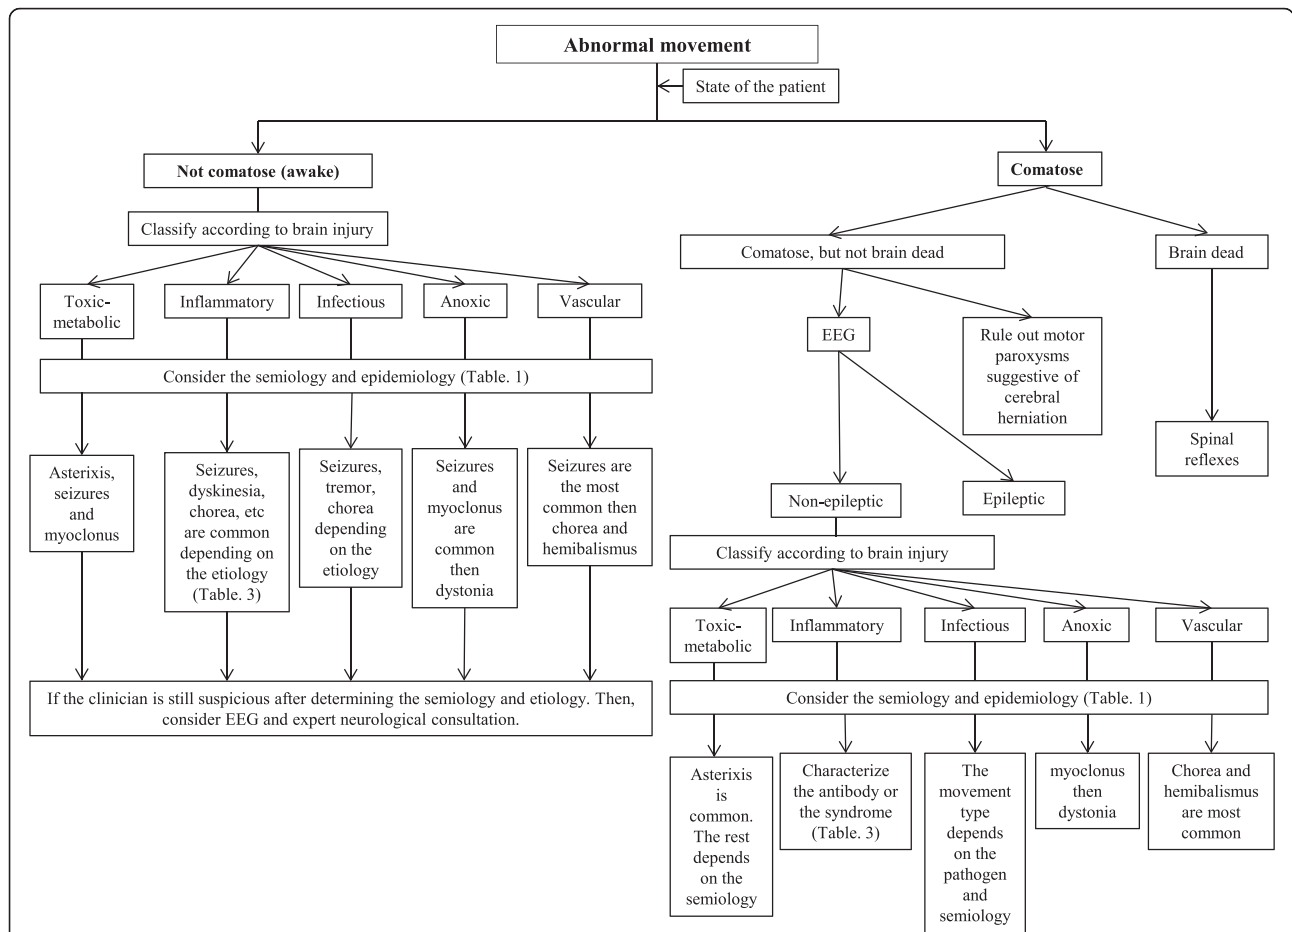 Abnormal movement
State of the patient
Not comatose (awake)
Classify according to brain injury
Toxic-
metabolic
Inflammatory
Infectious
Anoxic
Vascular
Consider the semiology and epidemiology (Table. 1)
Asterixis,
seizures
and
myoclonus
Seizures,
dyskinesia,
chorea, etc
are common
depending on
the etiology
(Table. 3)
Seizures,
tremor,
chorea
depending
on the
etiology
Seizures
and
myoclonus
are
common
then
dystonia
Seizures are
the most
common then
chorea and
hemibalismus
If the clinician is still suspicious after determining the semiology and etiology. Then,
consider EEG and expert neurological consultation.
Comatose
Comatose, but not brain dead
Brain dead
EEG
Rule out motor
paroxysms
suggestive of
cerebral
herniation
Spinal
reflexes
Non-epileptic
Epileptic
Classify according to brain injury
Toxic-
metabolic
Inflammatory
Infectious
Anoxic
Vascular
Consider the semiology and epidemiology (Table. 1)
Asterixis
is
common.
The rest
depends
on the
semiology
Characterize
the antibody or
the syndrome
(Table. 3)
The
movement
type
depends
on the
pathogen
and
semiology
myoclonus
then
dystonia
Chorea and
hemibalismus
are most
common